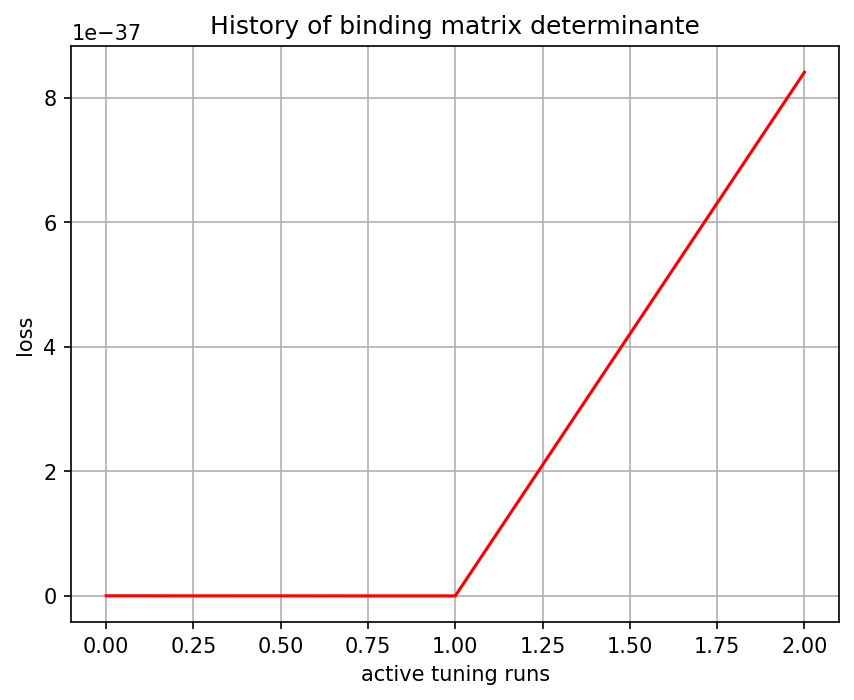 History of binding matrix determinante
1e−37
8
6
4
2
0
loss
0.00 0.25 0.50 0.75 1.00 1.25 1.50 1.75 2.00
active tuning runs